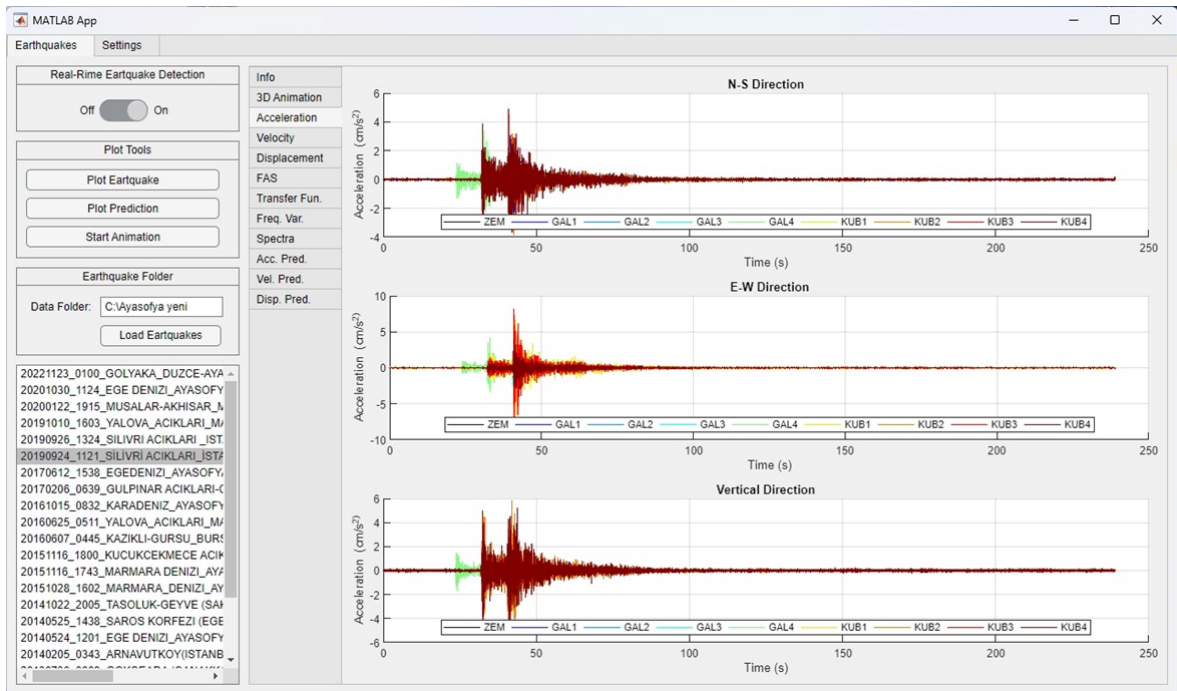 MATLAB App
Earthquakes Settings
Real-Rime Eartquake Detection
Off On
Plot Tools
Plot Eartquake
Plot Prediction
Start Animation
Earthquake Folder
Data Folder: C:\Ayasofya yeni
Load Eartquakes
20221123_0100_GOLYAKA_DUZCE-AYA
20201030_1124_EGE DENIZI_AYASOFY
20200122_1915_MUSALAR-AKHISAR_M
20191010_1603_YALOVA_ACIKLARI_MA
20190926_1324_SILIVRI ACIKLARI _IST
20190924_1121_SİLİVRİ ACIKLARI_İSTA
20170612_1538_EGEDENIZI_AYASOFY
20170206_0639_GULPINAR ACIKLARI-C
20161015_0832_KARADENIZ_AYASOFY
20160625_0511_YALOVA_ACIKLARI_MA
20160607_0445_KAZIKLI-GURSU_BURS
20151116_1800_KUCUKCEKMECE ACIK
20151116_1743_MARMARA DENIZI_AYA
20151028_1602_MARMARA_DENIZI_AY
20141022_2005_TASOLUK-GEYVE (SAK
20140525_1438_SAROS KORFEZI (EGE
20140524_1201_EGE DENIZI_AYASOFY
20140205_0343_ARNAVUTKOY(ISTANB
Info
3D Animation
Acceleration
Velocity
Displacement
FAS
Transfer Fun.
Freq. Var.
Spectra
Acc. Pred.
Vel. Pred.
Disp. Pred.
N-S Direction
Acceleration (cm/s²)
6
4
2
0
-2
-4
ZEM GAL1 GAL2 GAL3 GAL4 KUB1 KUB2 KUB3 KUB4
0 50 100 150 200 250
Time (s)
E-W Direction
Acceleration (cm/s²)
10
5
0
-5
-10
ZEM GAL1 GAL2 GAL3 GAL4 KUB1 KUB2 KUB3 KUB4
0 50 100 150 200 250
Time (s)
Vertical Direction
Acceleration (cm/s²)
6
4
2
0
-2
-4
-6
ZEM GAL1 GAL2 GAL3 GAL4 KUB1 KUB2 KUB3 KUB4
0 50 100 150 200 250
Time (s)